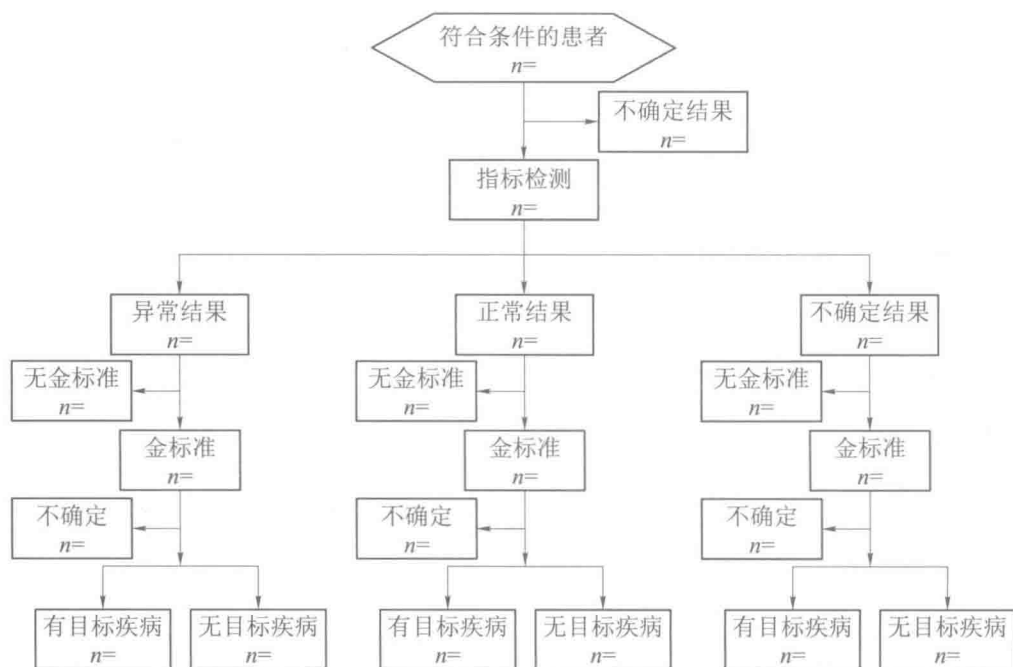 符合条件的患者
n=
不确定结果
n=
指标检测
n=
异常结果
n=
正常结果
n=
不确定结果
n=
无金标准
n=
无金标准
n=
无金标准
n=
金标准
n=
金标准
n=
金标准
n=
不确定
n=
不确定
n=
不确定
n=
有目标疾病
n=
无目标疾病
n=
有目标疾病
n=
无目标疾病
n=
有目标疾病
n=
无目标疾病
n=